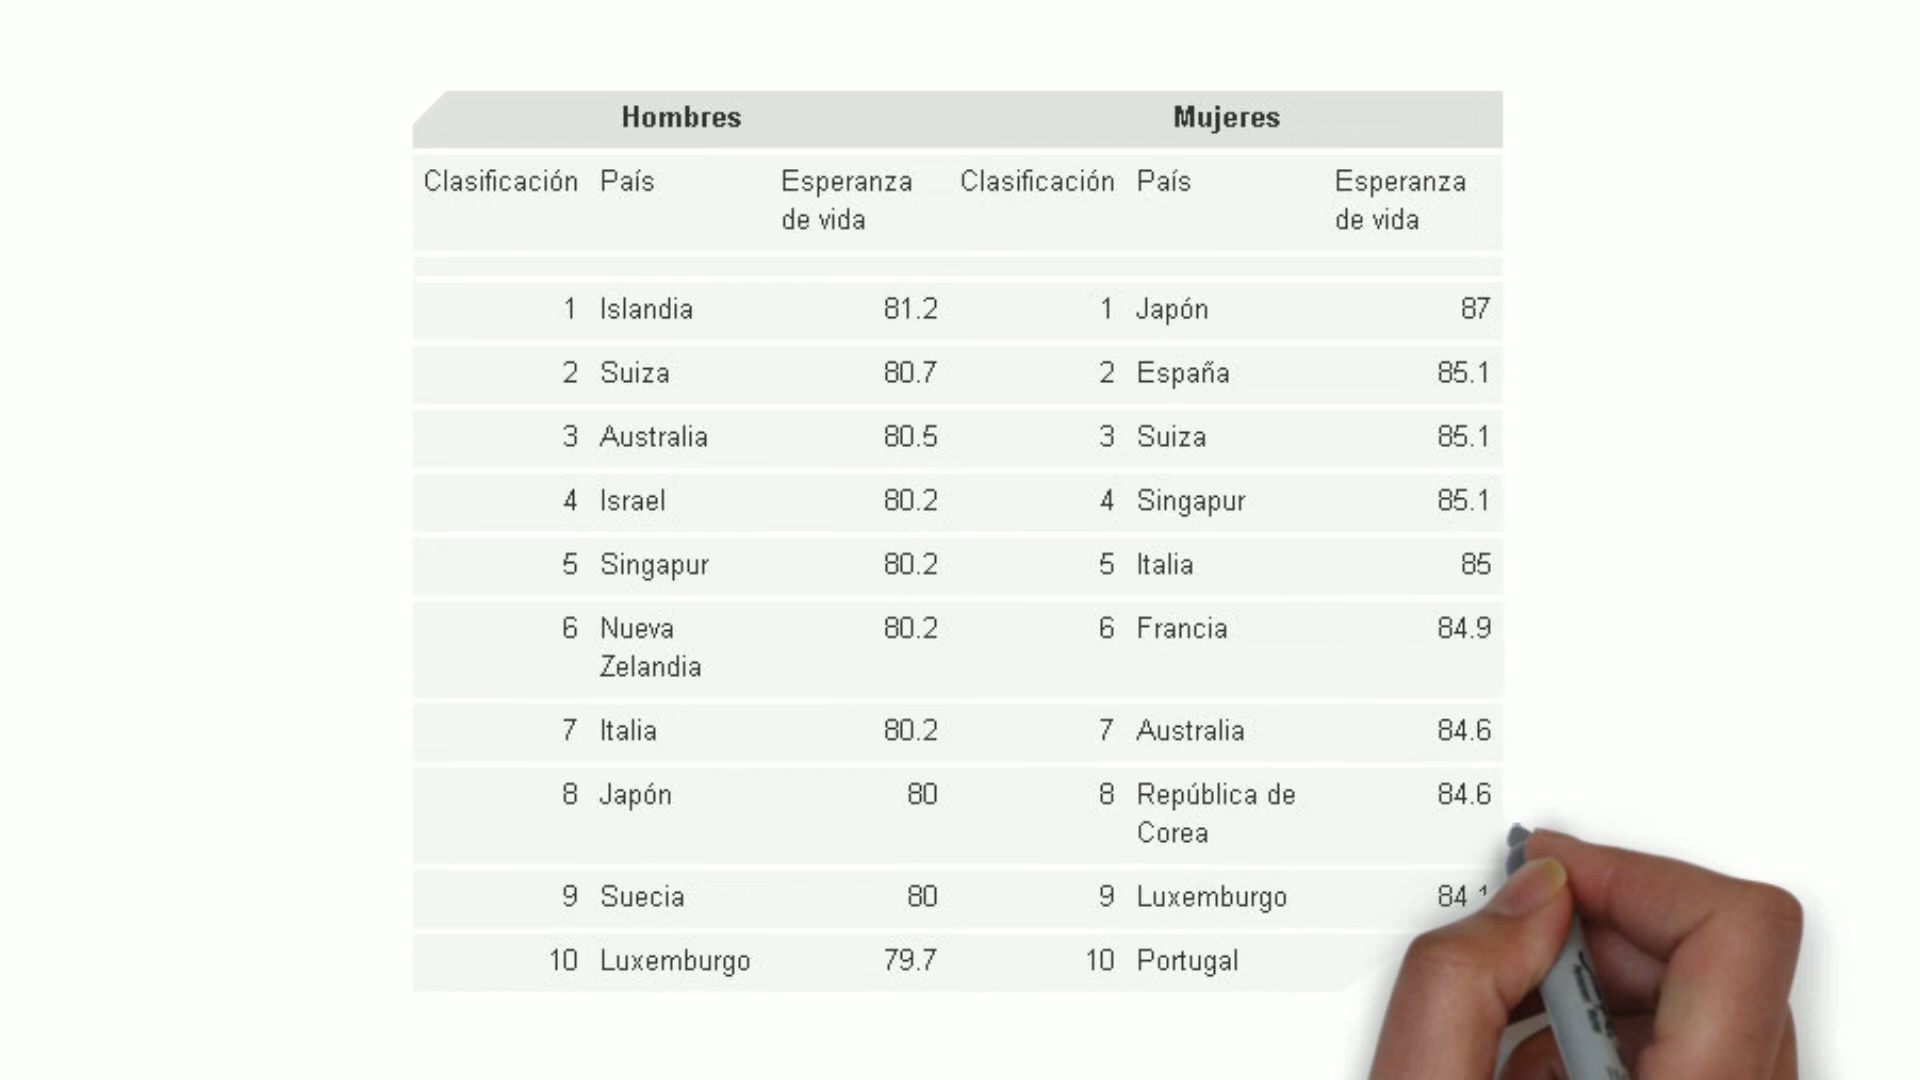 Hombres Mujeres
Clasificación País Esperanza de vida Clasificación País Esperanza de vida
1 Islandia 81.2 1 Japón 87
2 Suiza 80.7 2 España 85.1
3 Australia 80.5 3 Suiza 85.1
4 Israel 80.2 4 Singapur 85.1
5 Singapur 80.2 5 Italia 85
6 Nueva Zelandia 80.2 6 Francia 84.9
7 Italia 80.2 7 Australia 84.6
8 Japón 80 8 República de Corea 84.6
9 Suecia 80 9 Luxemburgo
10 Luxemburgo 79.7 10 Portugal